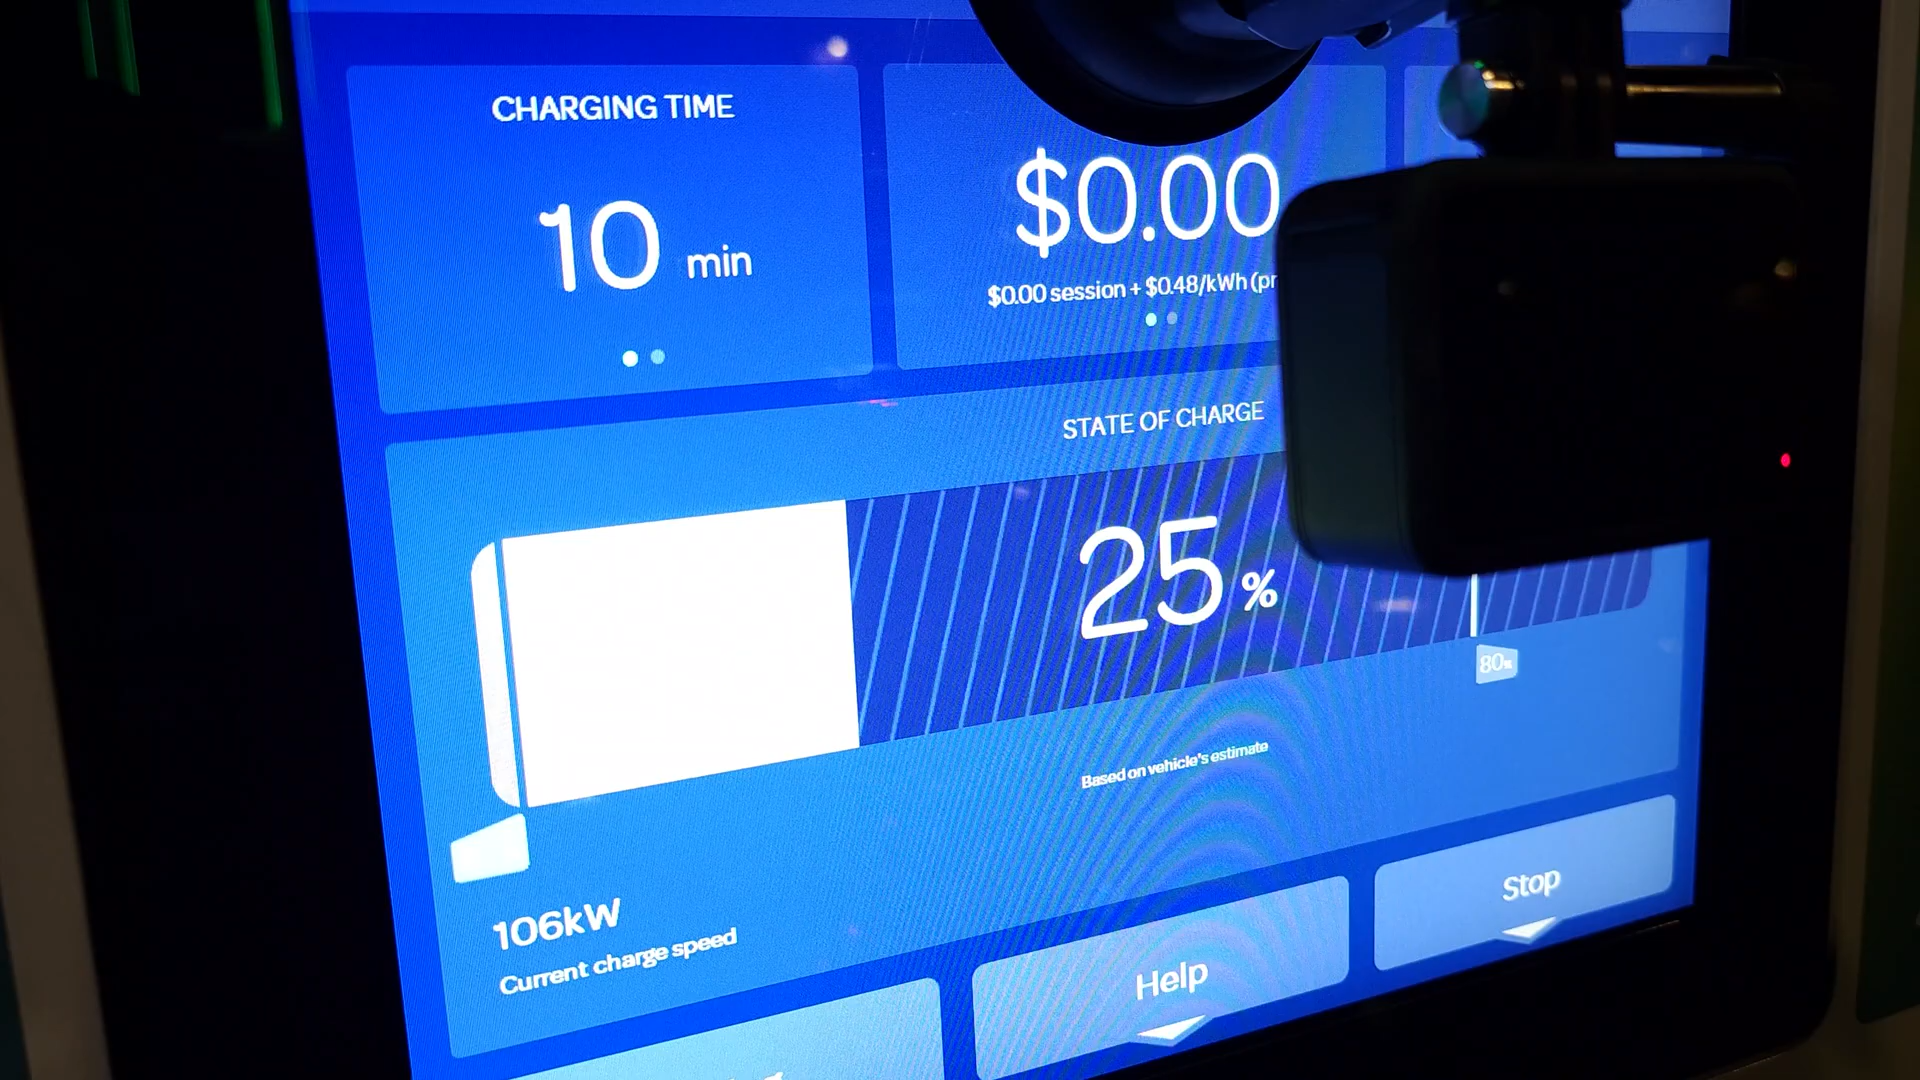 CHARGING TIME
10 min
$0.00
$0.00 session + $0.48/kWh
STATE OF CHARGE
25 %
80%
Based on vehicle's estimate
106kW
Current charge speed
Stop
Help